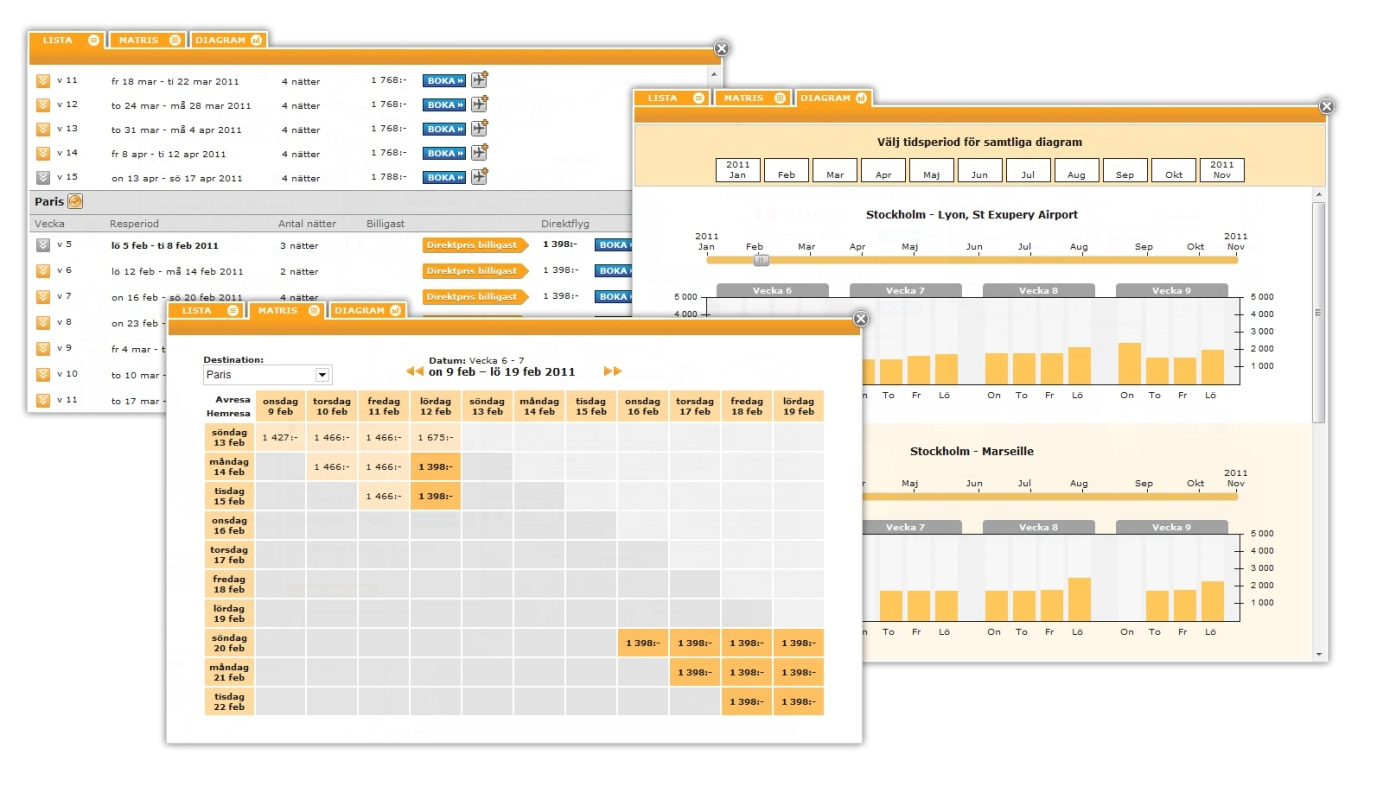 LISTA MATRIS DIAGRAM
v 11 fr 18 mar - ti 22 mar 2011 4 nätter 1 768:- BOKA
v 12 to 24 mar - må 28 mar 2011 4 nätter 1 768:- BOKA
v 13 to 31 mar - må 4 apr 2011 4 nätter 1 768:- BOKA
v 14 fr 8 apr - ti 12 apr 2011 4 nätter 1 768:- BOKA
v 15 on 13 apr - sö 17 apr 2011 4 nätter 1 788:- BOKA
Paris
Vecka Resperiod Antal nätter Billigast Direktflyg
v 5 lö 5 feb - ti 8 feb 2011 3 nätter Direktpris billigast 1 398:- BOKA
v 6 lö 12 feb - må 14 feb 2011 2 nätter Direktpris billigast 1 398:- BOKA
v 7 on 16 feb - sö 20 feb 2011 4 nätter Direktpris billigast 1 398:- BOKA
v 8 on 23 feb -
v 9 fr 4 mar - t
v 10 to 10 mar -
v 11 to 17 mar -
LISTA MATRIS DIAGRAM
Destination:
Paris
Datum: Vecka 6 - 7
on 9 feb – lö 19 feb 2011
Avresa onsdag torsdag fredag lördag söndag måndag tisdag onsdag torsdag fredag lördag
Hemresa 9 feb 10 feb 11 feb 12 feb 13 feb 14 feb 15 feb 16 feb 17 feb 18 feb 19 feb
söndag
13 feb 1 427:- 1 466:- 1 466:- 1 675:-
måndag
14 feb 1 466:- 1 466:- 1 398:-
tisdag
15 feb 1 466:- 1 398:-
onsdag
16 feb
torsdag
17 feb
fredag
18 feb
lördag
19 feb
söndag
20 feb 1 398:- 1 398:- 1 398:- 1 398:-
måndag
21 feb 1 398:- 1 398:- 1 398:-
tisdag
22 feb 1 398:- 1 398:-
LISTA MATRIS DIAGRAM
Välj tidsperiod för samtliga diagram
2011 2011
Jan Feb Mar Apr Maj Jun Jul Aug Sep Okt Nov
Stockholm - Lyon, St Exupery Airport
2011 2011
Jan Feb Mar Apr Maj Jun Jul Aug Sep Okt Nov
Vecka 6 Vecka 7 Vecka 8 Vecka 9
5 000 5 000
4 000 4 000
3 000
2 000
1 000
n To Fr Lö On To Fr Lö On To Fr Lö
Stockholm - Marseille
2011
r Maj Jun Jul Aug Sep Okt Nov
Vecka 7 Vecka 8 Vecka 9
5 000
4 000
3 000
2 000
1 000
n To Fr Lö On To Fr Lö On To Fr Lö